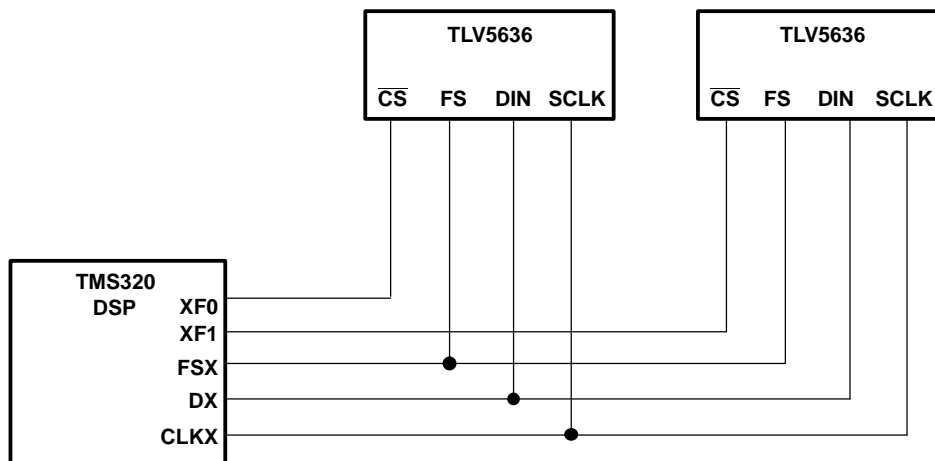 TLV5636
CS FS DIN SCLK
TLV5636
CS FS DIN SCLK
TMS320
DSP
XF0
XF1
FSX
DX
CLKX